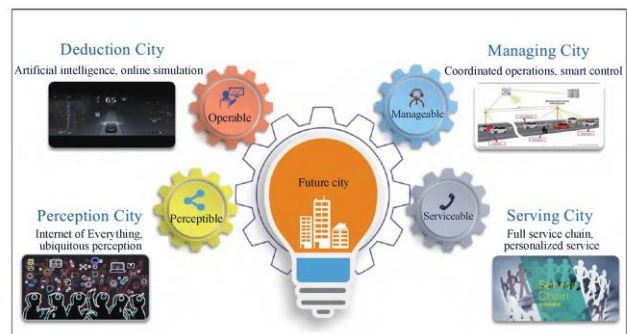 Deduction City
Artificial intelligence, online simulation
65
Operable
Managing City
Coordinated operations, smart control
Manageable
Future city
Perceptible
Serviceable
Perception City
Internet of Everything,
ubiquitous perception
Serving City
Full service chain,
personalized service
Service
Chain